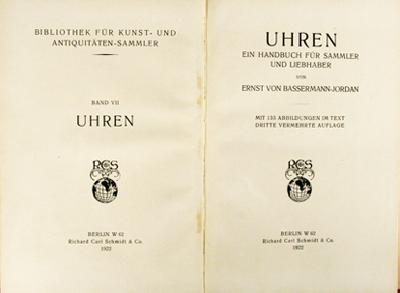 BIBLIOTHEK FÜR KUNST- UND
ANTIQUITÄTEN-SAMMLER
BAND VII
UHREN
RCS
BERLIN W 62
Richard Carl Schmidt & Co.
1922
UHREN
EIN HANDBUCH FÜR SAMMLER
UND LIEBHABER
VON
ERNST VON BASSERMANN-JORDAN
MIT 133 ABBILDUNGEN IM TEXT
DRITTE VERMEHRTE AUFLAGE
RCS
BERLIN W 62
Richard Carl Schmidt & Co.
1922